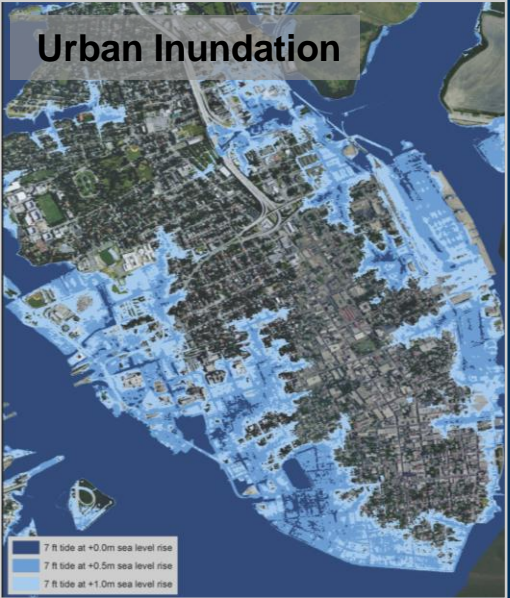 Urban Inundation
7 ft tide at +0.0m sea level rise
7 ft tide at +0.5m sea level rise
7 ft tide at +1.0m sea level rise